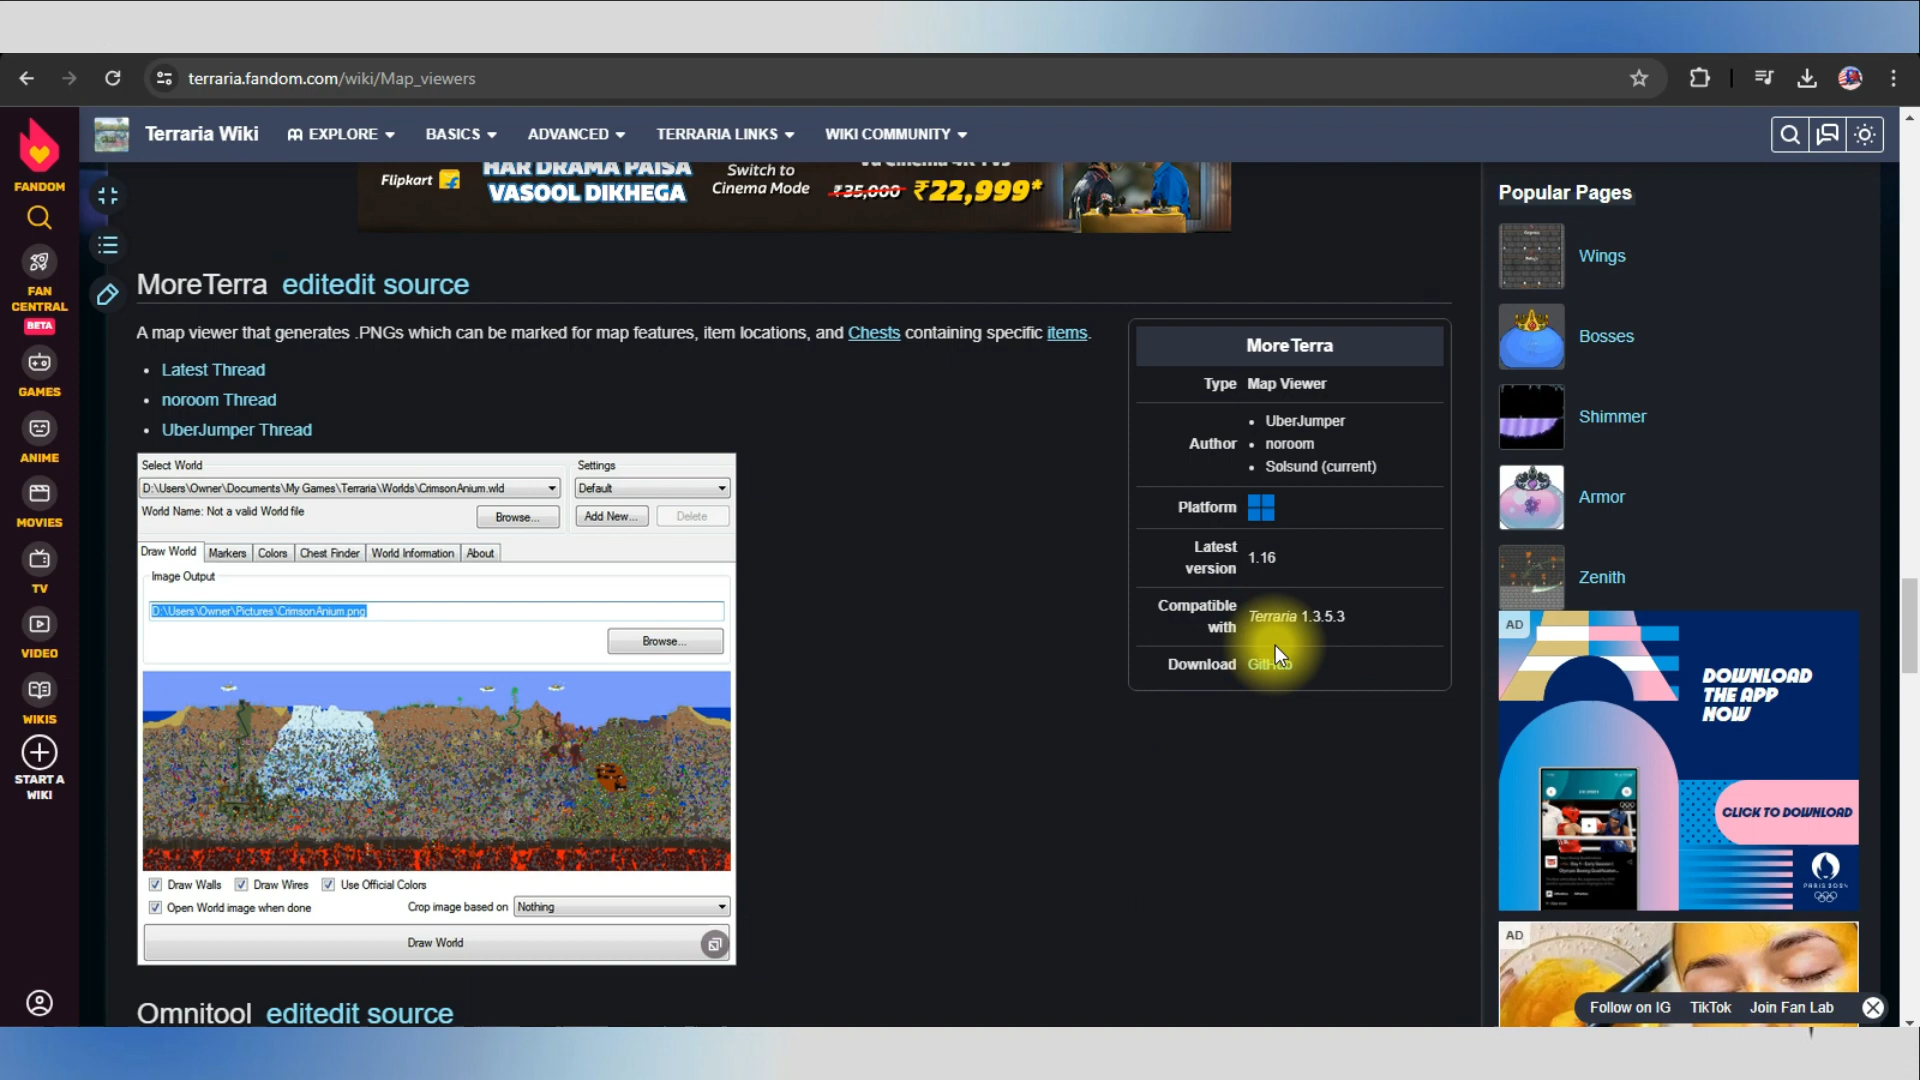 terraria.fandom.com/wiki/Map_viewers
Terraria Wiki
EXPLORE
BASICS
ADVANCED
TERRARIA LINKS
WIKI COMMUNITY
FANDOM
FAN CENTRAL
BETA
GAMES
ANIME
MOVIES
TV
VIDEO
WIKIS
START A WIKI
Flipkart
HAR DRAMA PAISA
VASOOL DIKHEGA
Switch to
Cinema Mode
₹35,000 ₹22,999*
MoreTerra editedit source
A map viewer that generates .PNGs which can be marked for map features, item locations, and Chests containing specific items.
• Latest Thread
• noroom Thread
• UberJumper Thread
Select World
D:\Users\Owner\Documents\My Games\Terraria\Worlds\CrimsonAnium.wld
World Name: Not a valid World file
Browse...
Settings
Default
Add New...
Delete
Draw World
Markers
Colors
Chest Finder
World Information
About
Image Output
D:\Users\Owner\Pictures\CrimsonAnium.png
Browse...
Draw Walls
Draw Wires
Use Official Colors
Open World image when done
Crop image based on
Nothing
Draw World
MoreTerra
Type Map Viewer
Author
• UberJumper
• noroom
• Solsund (current)
Platform
Latest version 1.16
Compatible with Terraria 1.3.5.3
Download GitHub
Omnitool editedit source
Popular Pages
Wings
Bosses
Shimmer
Armor
Zenith
AD
DOWNLOAD
THE APP
NOW
CLICK TO DOWNLOAD
PARIS 2024
AD
Follow on IG
TikTok
Join Fan Lab